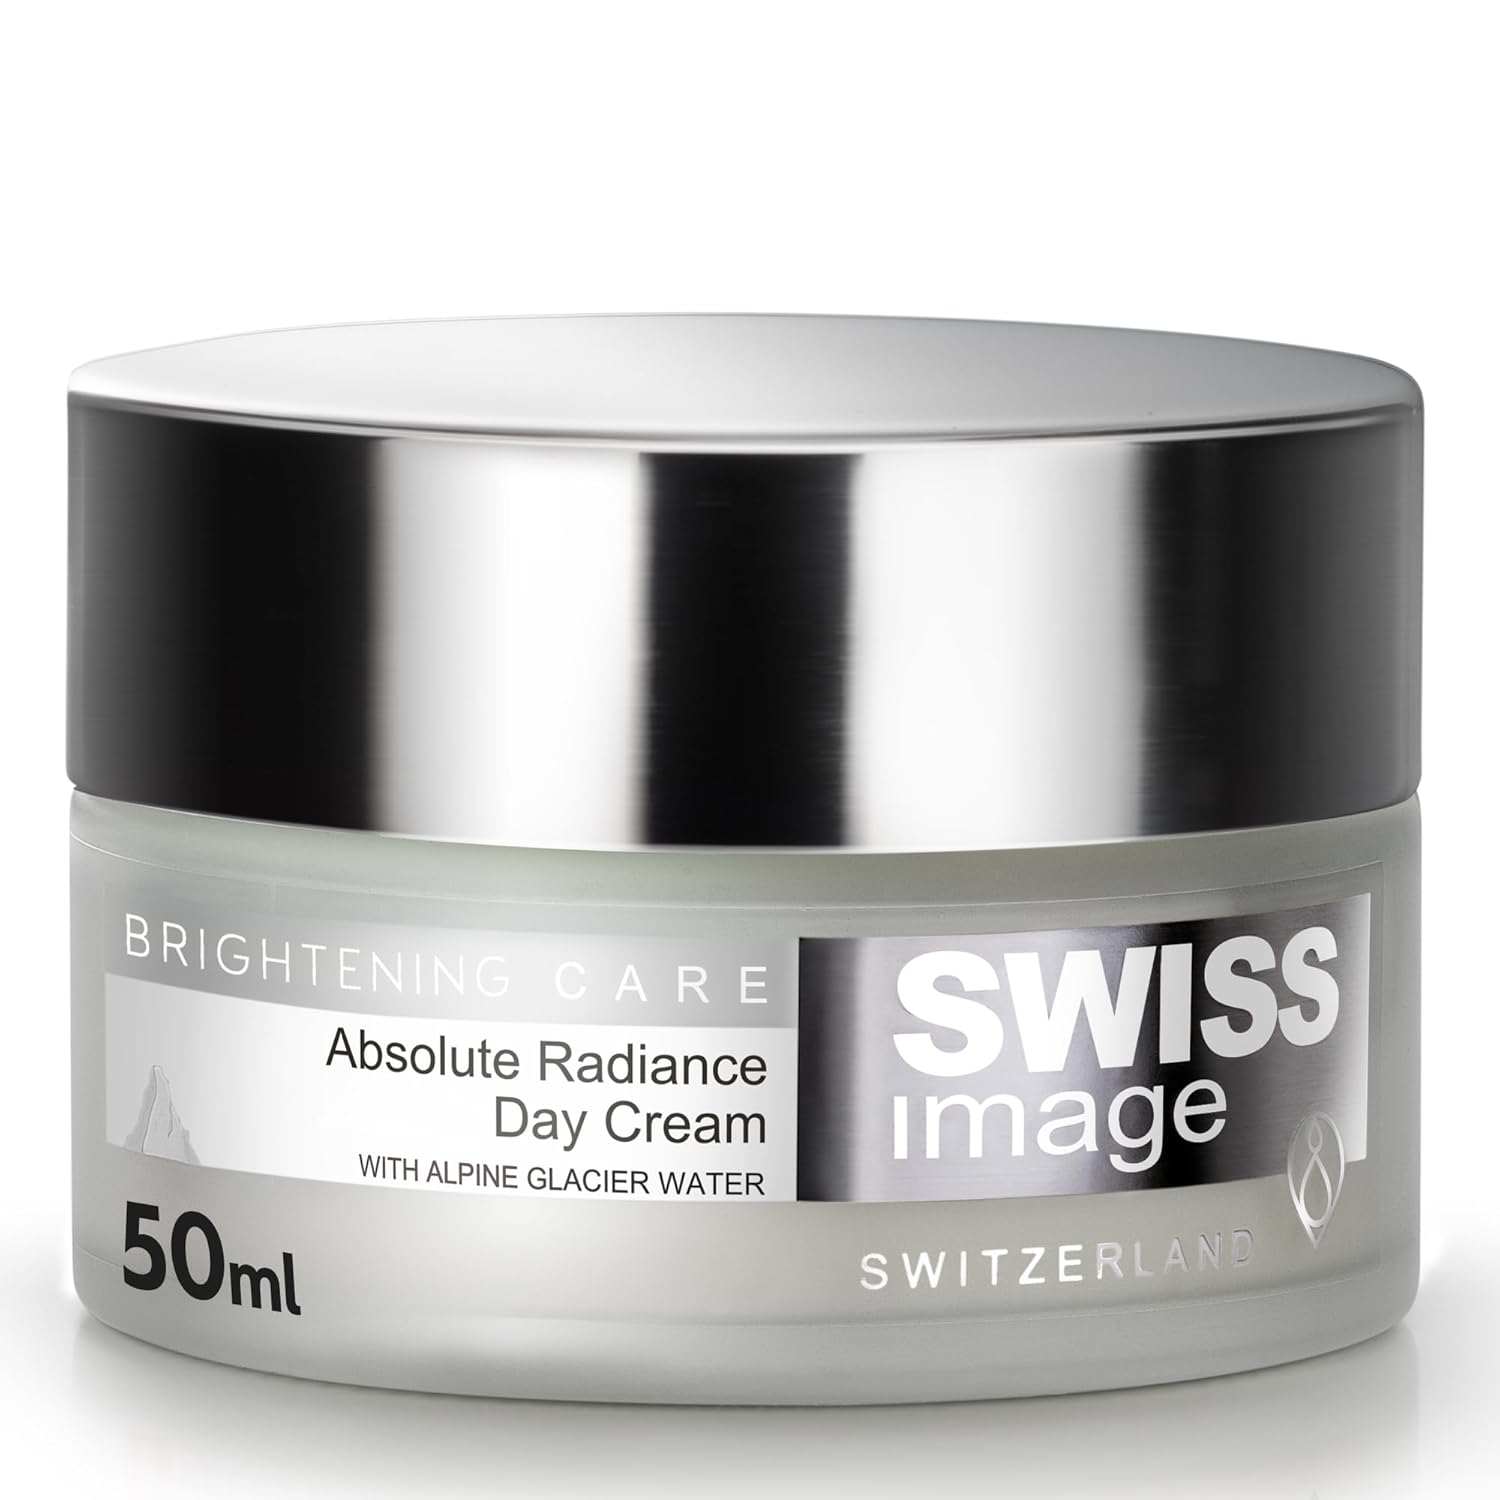 BRIGHTENING CARE
Absolute Radiance
Day Cream
WITH ALPINE GLACIER WATER
50ml
SWISS
image
SWITZERLAND